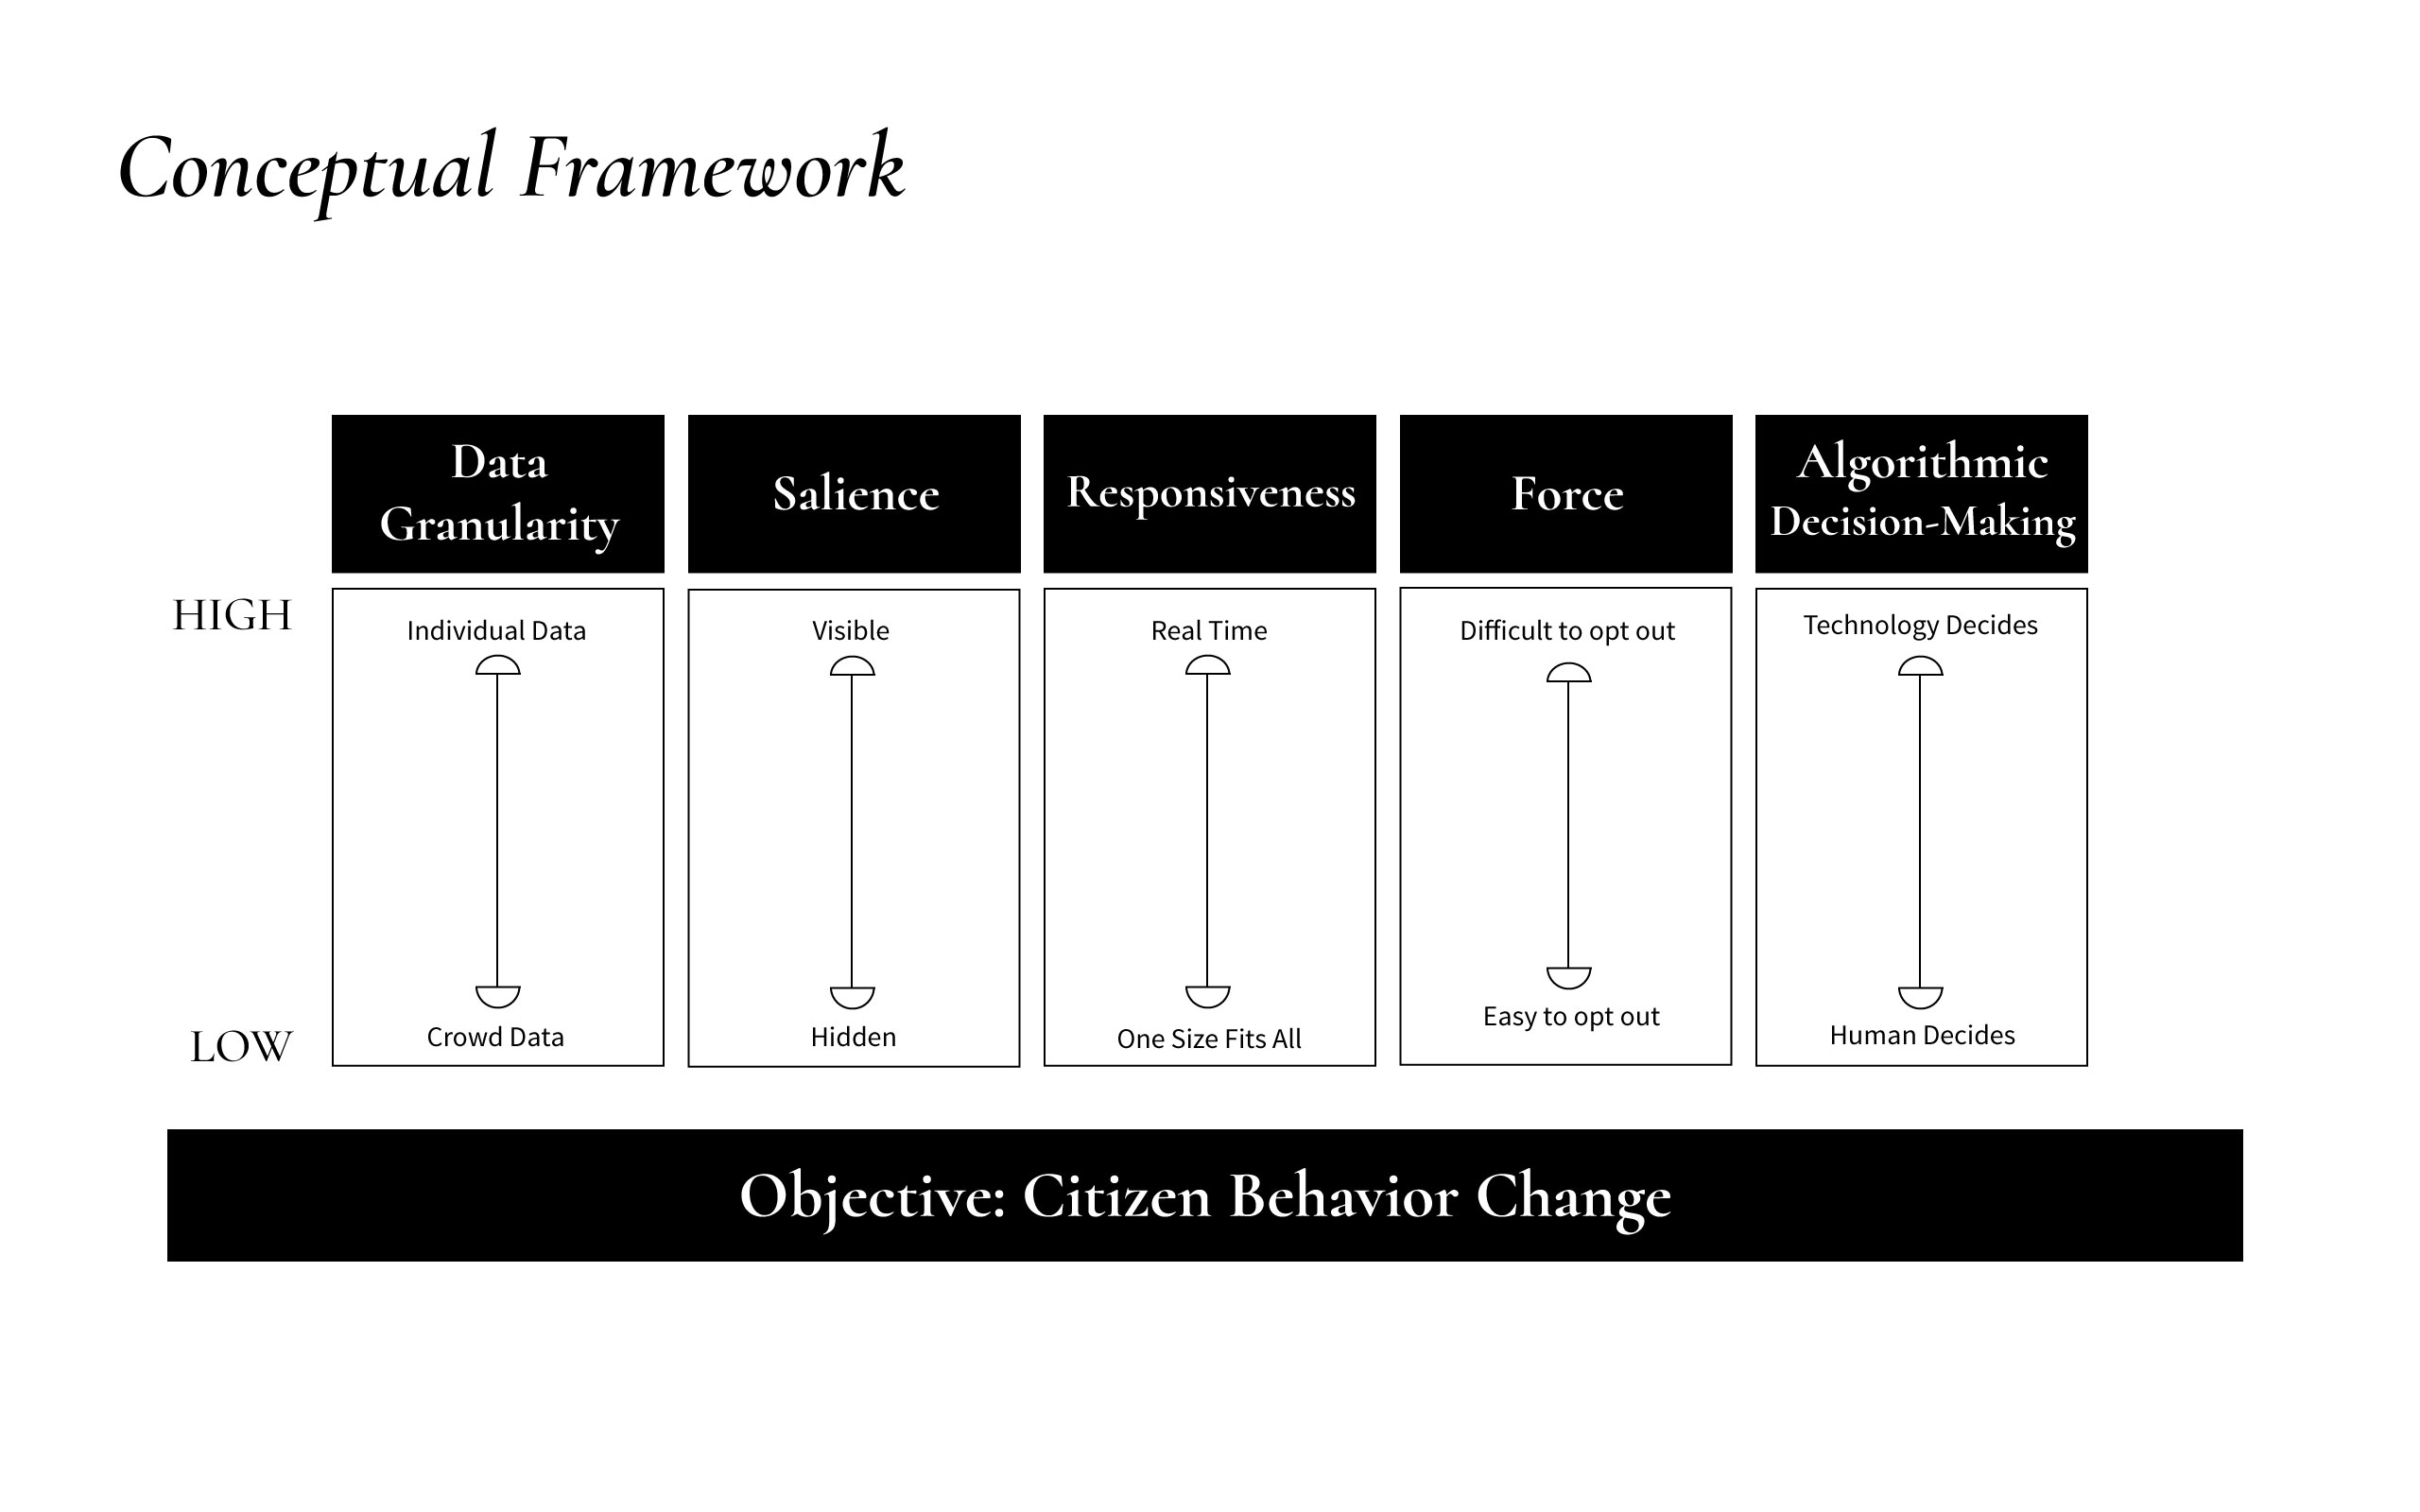 Conceptual Framework
Data
Granularity
Salience
Responsiveness
Force
Algorithmic
Decision-Making
HIGH
Individual Data
Visible
Real Time
Difficult to opt out
Technology Decides
LOW
Crowd Data
Hidden
One Size Fits All
Easy to opt out
Human Decides
Objective: Citizen Behavior Change